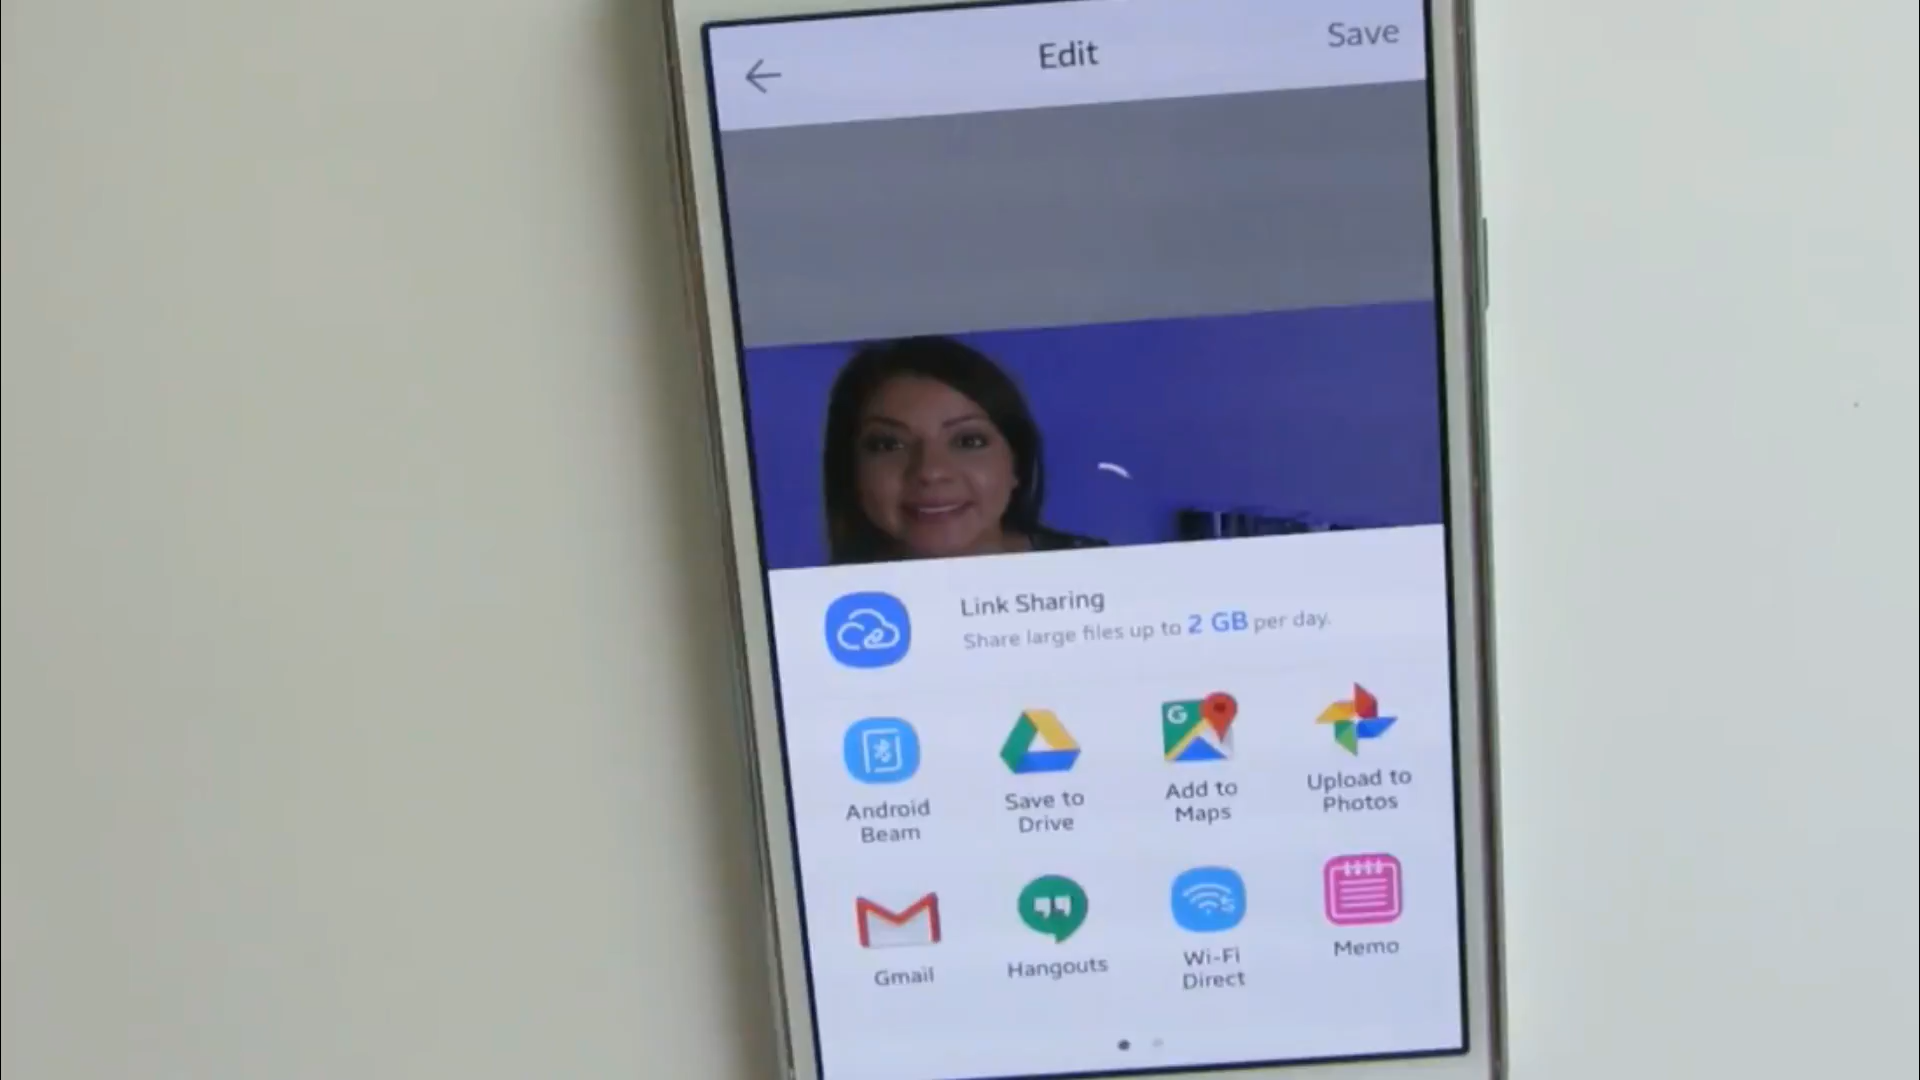 Edit
Save
Link Sharing
Share large files up to 2 GB per day.
Android
Beam
Save to
Drive
G
Add to
Maps
Upload to
Photos
Gmail
Hangouts
Wi-Fi
Direct
Memo